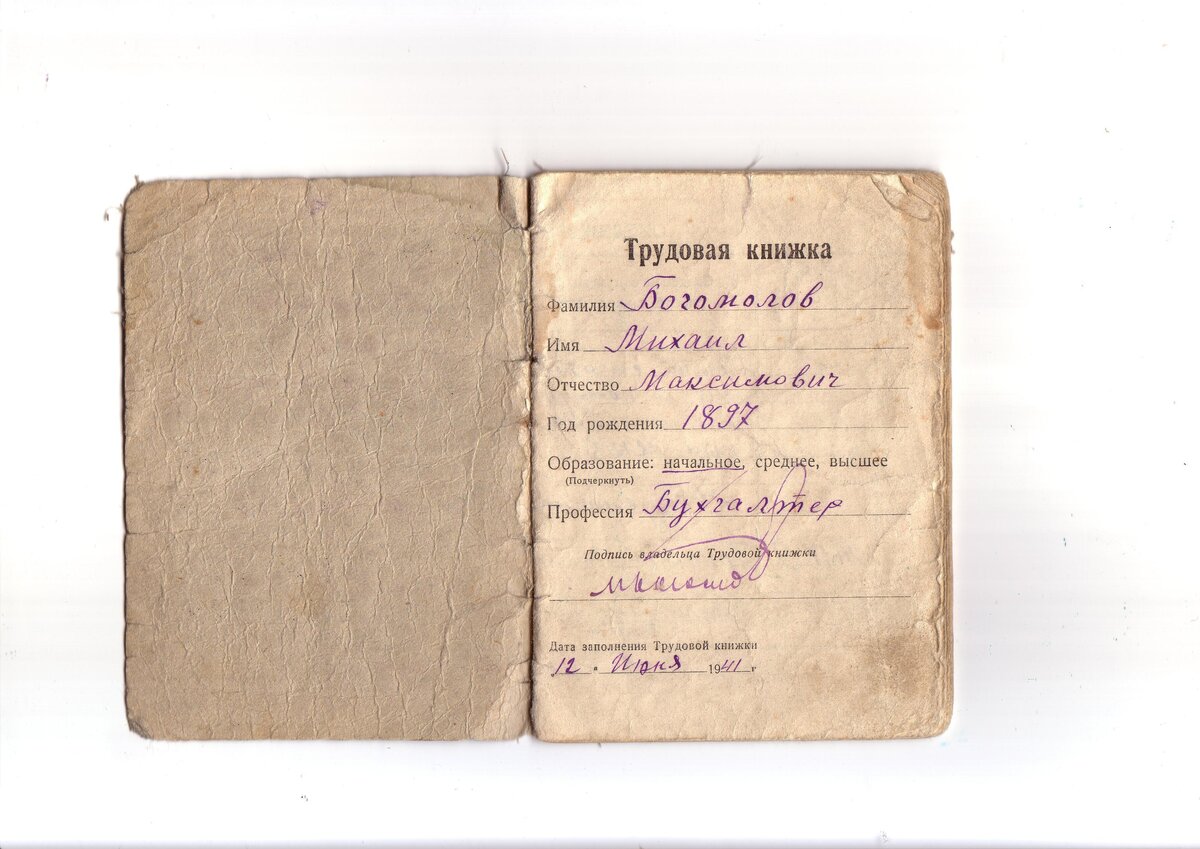 Трудовая книжка
Фамилия Богомолов
Имя Михаил
Отчество Максимович
Год рождения 1897
Образование: начальное, среднее, высшее
(Подчеркнуть)
Профессия Бухгалтер
Подпись владельца Трудовой книжки
Дата заполнения Трудовой книжки
12 " Июня 1941 г